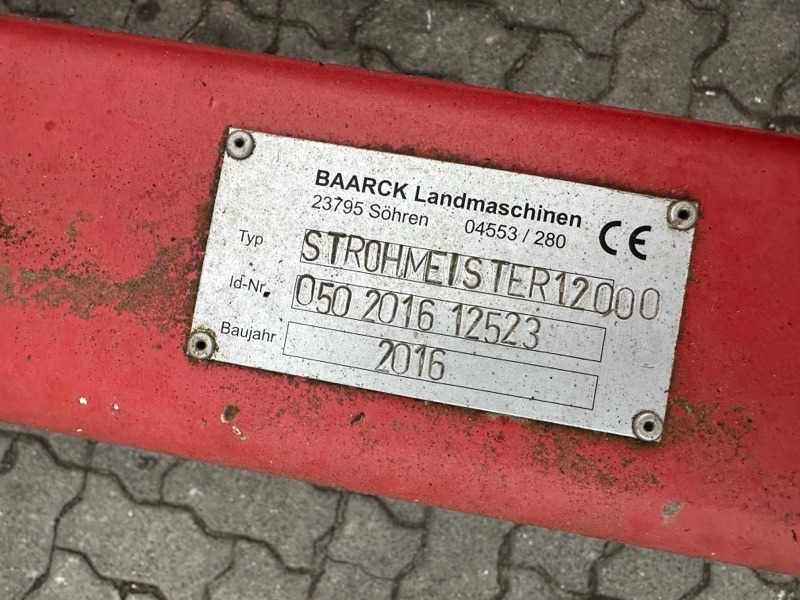 BAARCK Landmaschinen
23795 Söhren 04553 / 280 CE
Typ STROHMEISTER12000
Id-Nr. 050 2016 12523
Baujahr 2016